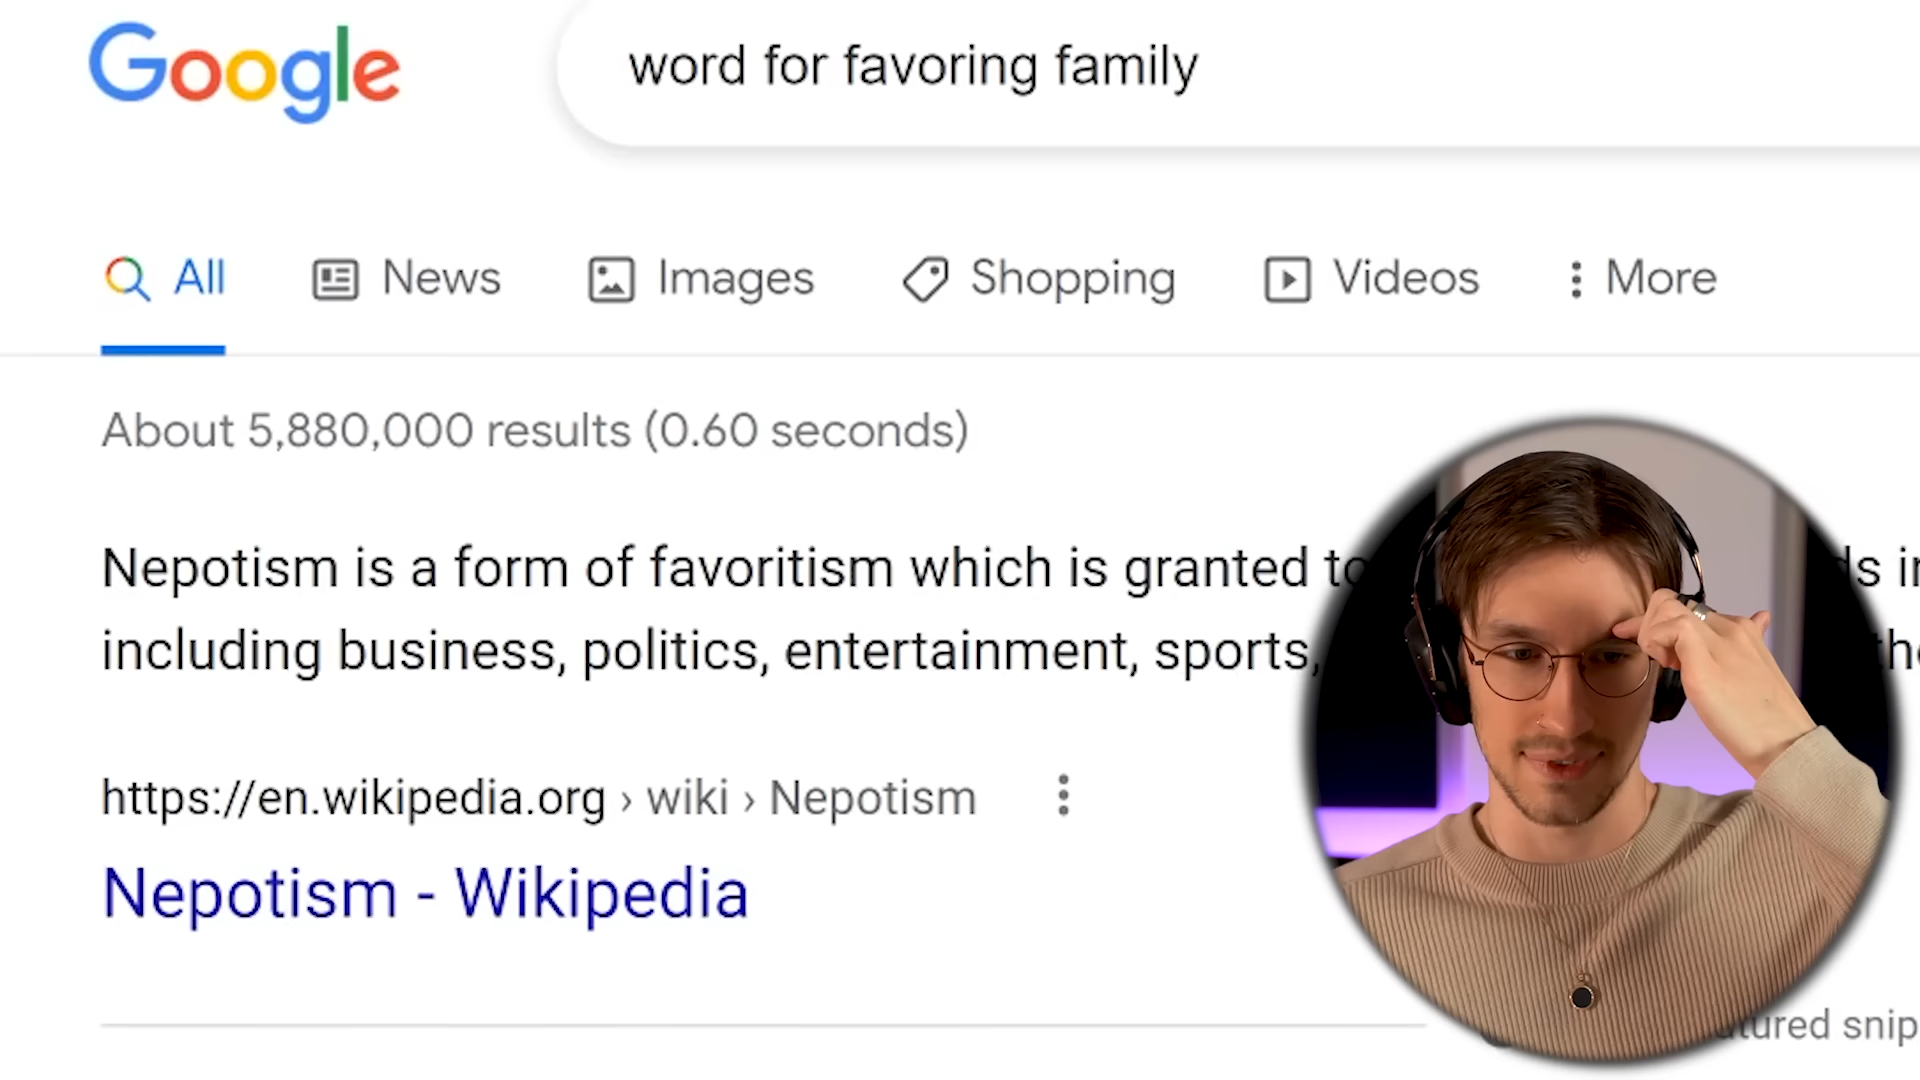 Google
word for favoring family
All News Images Shopping Videos More
About 5,880,000 results (0.60 seconds)
Nepotism is a form of favoritism which is granted to
including business, politics, entertainment, sports,
https://en.wikipedia.org › wiki › Nepotism
Nepotism - Wikipedia